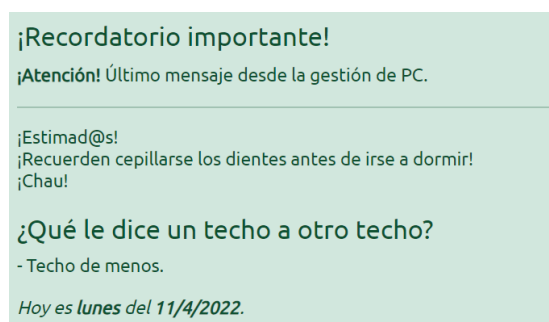 ¡Recordatorio importante!
¡Atención! Último mensaje desde la gestión de PC.
¡Estimad@s!
¡Recuerden cepillarse los dientes antes de irse a dormir!
¡Chau!
¿Qué le dice un techo a otro techo?
- Techo de menos.
Hoy es lunes del 11/4/2022.